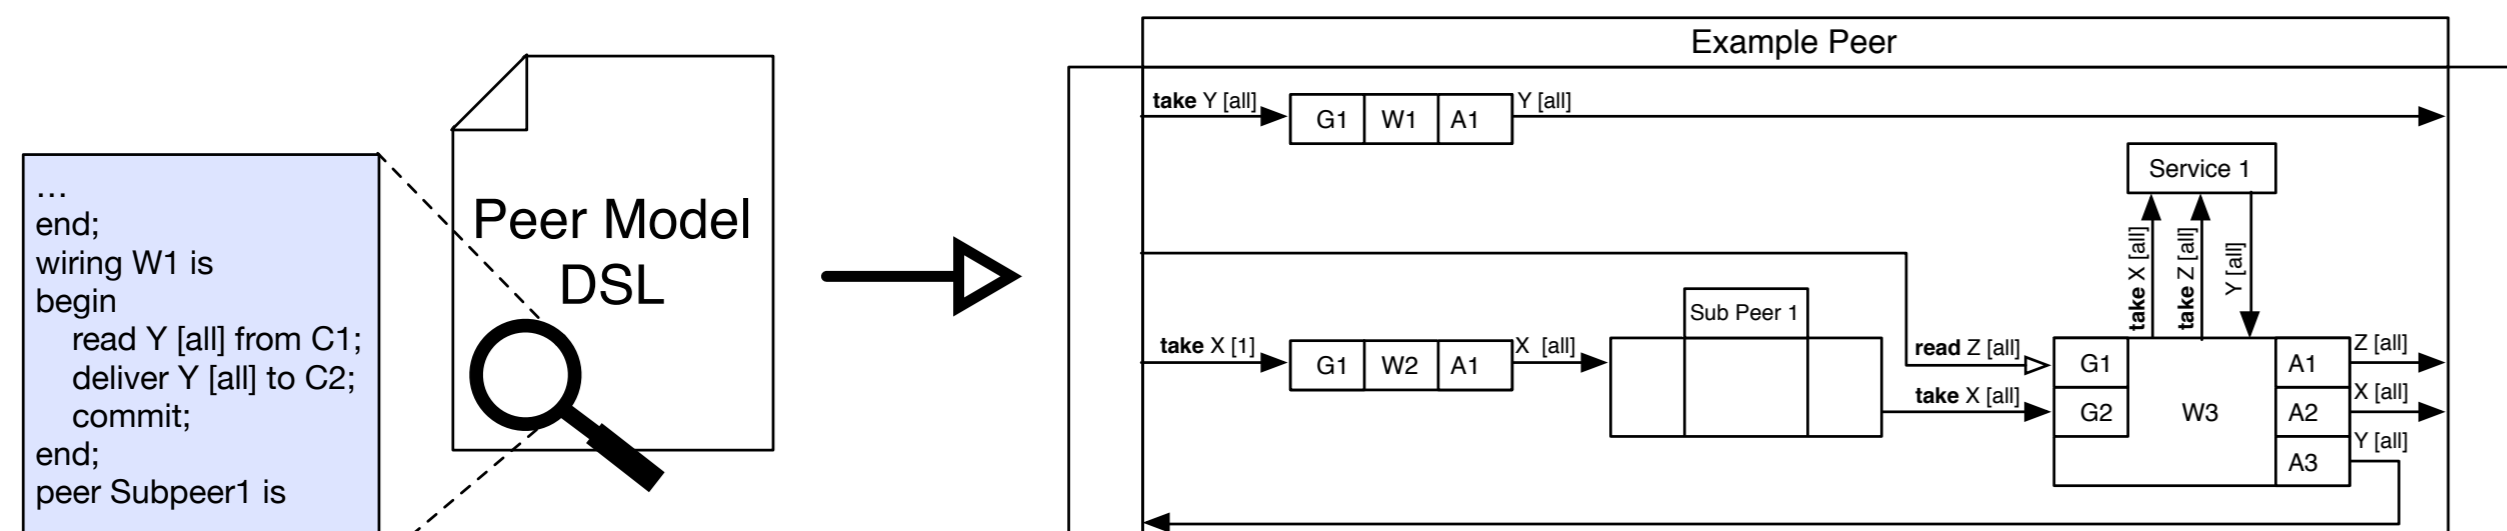 …
end;
wiring W1 is
begin
read Y [all] from C1;
deliver Y [all] to C2;
commit;
end;
peer Subpeer1 is
Peer Model
DSL
Example Peer
take Y [all]
G1
W1
A1
Y [all]
Service 1
take X [all]
take Z [all]
Y [all]
take X [1]
G1
W2
A1
X [all]
Sub Peer 1
read Z [all]
take X [all]
G1
G2
W3
A1
A2
A3
Z [all]
X [all]
Y [all]